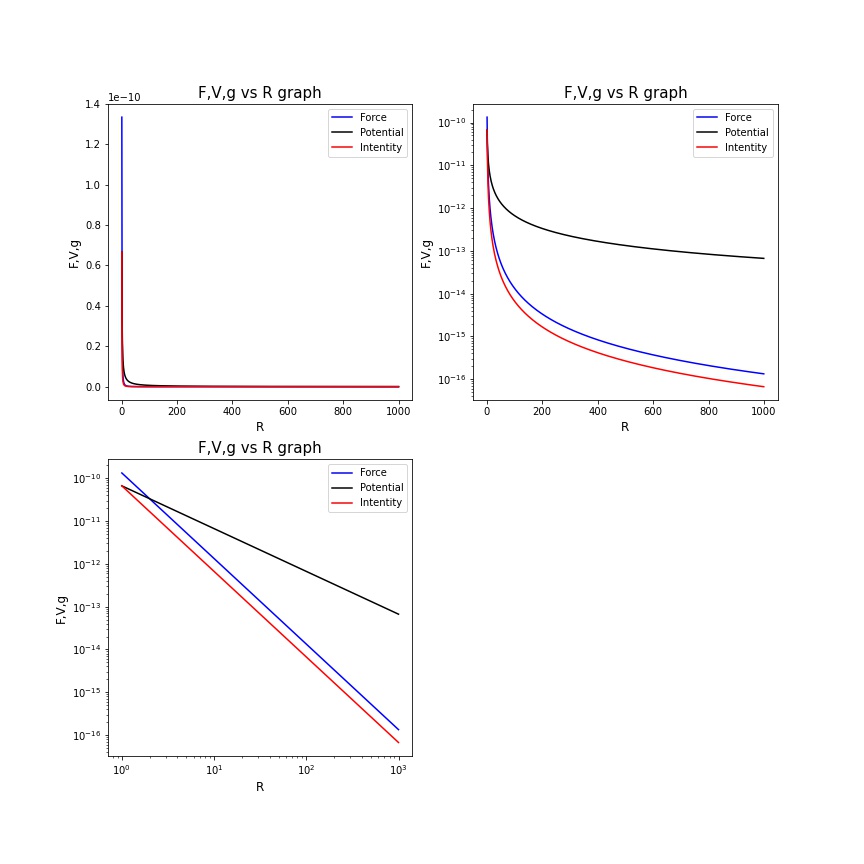 F,V,g vs R graph
1e−10
1.4
1.2
1.0
0.8
0.6
0.4
0.2
0.0
F,V,g
0 200 400 600 800 1000
R
Force
Potential
Intentity
F,V,g vs R graph
10⁻¹⁰
10⁻¹¹
10⁻¹²
10⁻¹³
10⁻¹⁴
10⁻¹⁵
10⁻¹⁶
F,V,g
0 200 400 600 800 1000
R
Force
Potential
Intentity
F,V,g vs R graph
10⁻¹⁰
10⁻¹¹
10⁻¹²
10⁻¹³
10⁻¹⁴
10⁻¹⁵
10⁻¹⁶
F,V,g
10⁰ 10¹ 10² 10³
R
Force
Potential
Intentity